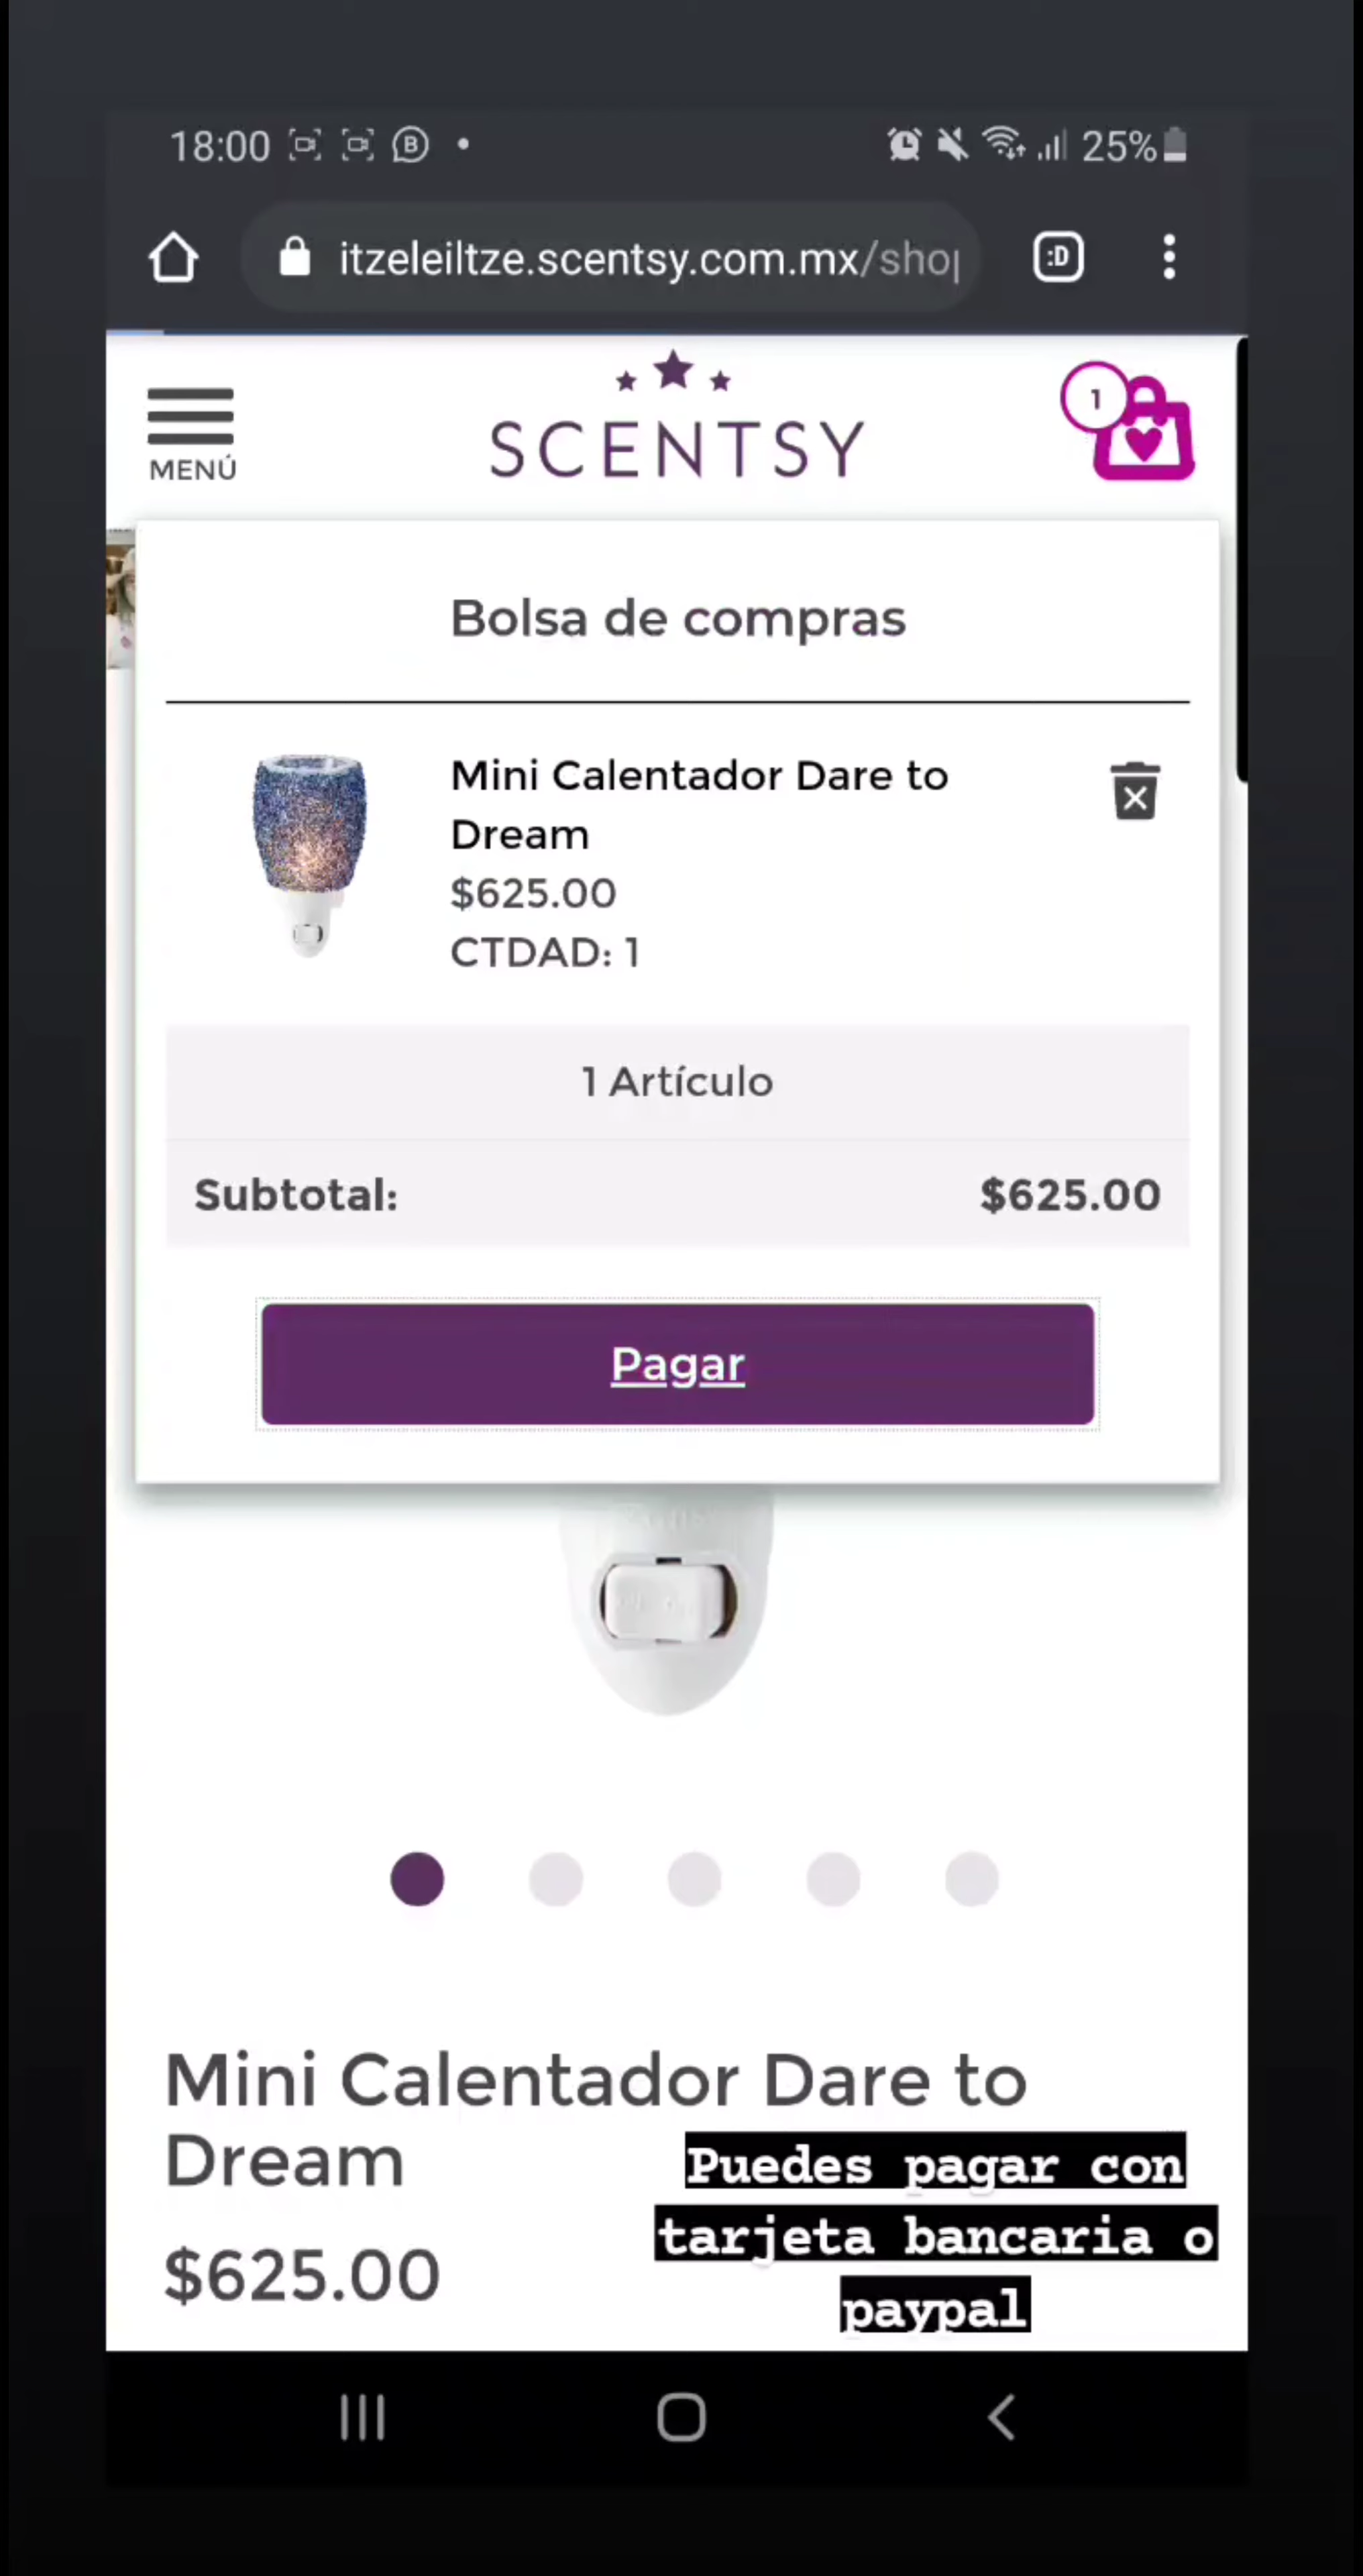 18:00
25%
itzeleiltze.scentsy.com.mx/shop
:D
MENÚ
SCENTSY
1
Bolsa de compras
Mini Calentador Dare to
Dream
$625.00
CTDAD: 1
1 Artículo
Subtotal: $625.00
Pagar
Mini Calentador Dare to
Dream
$625.00
Puedes pagar con
tarjeta bancaria o
paypal